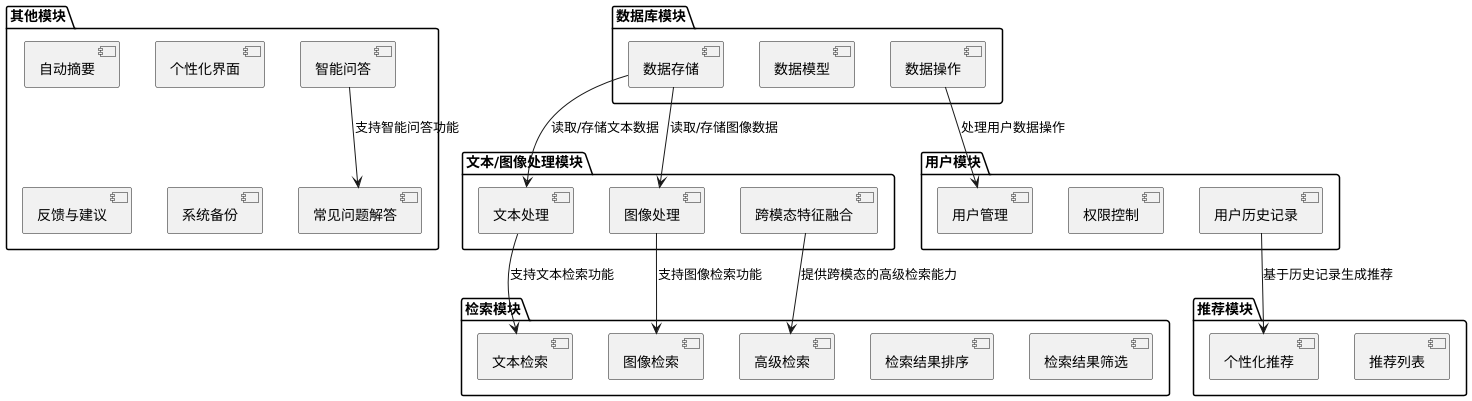 其他模块
自动摘要
个性化界面
智能问答
支持智能问答功能
反馈与建议
系统备份
常见问题解答
数据库模块
数据存储
数据模型
数据操作
读取/存储文本数据
读取/存储图像数据
处理用户数据操作
文本/图像处理模块
文本处理
图像处理
跨模态特征融合
用户模块
用户管理
权限控制
用户历史记录
支持文本检索功能
支持图像检索功能
提供跨模态的高级检索能力
基于历史记录生成推荐
检索模块
文本检索
图像检索
高级检索
检索结果排序
检索结果筛选
推荐模块
个性化推荐
推荐列表